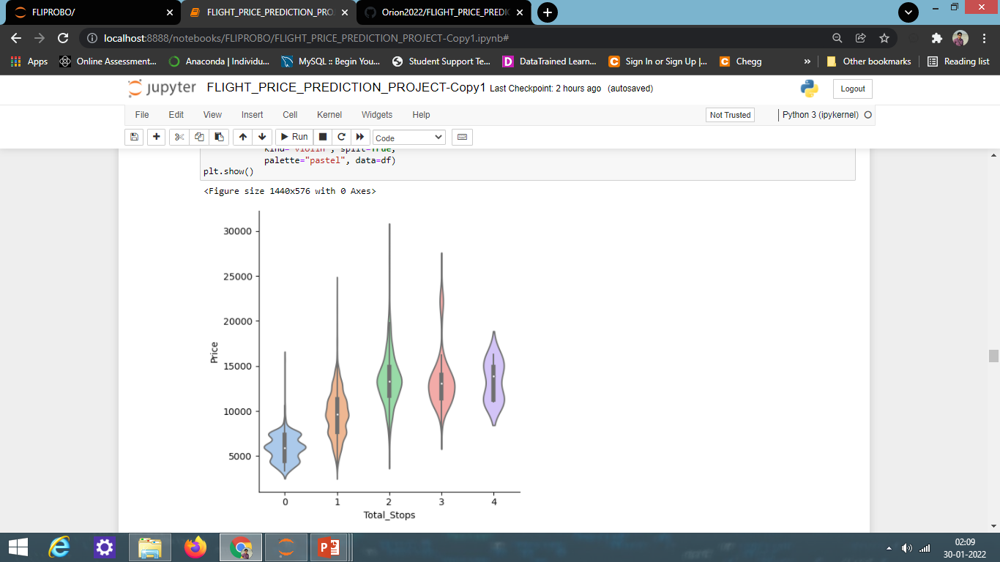 FLIPROBO/
FLIGHT_PRICE_PREDICTION_PRO
Orion2022/FLIGHT_PRICE_PREDIC
localhost:8888/notebooks/FLIPROBO/FLIGHT_PRICE_PREDICTION_PROJECT-Copy1.ipynb#
Apps Online Assessment... Anaconda | Individu... MySQL :: Begin You... Student Support Te... DataTrained Learn... Sign In or Sign Up |... Chegg » Other bookmarks Reading list
jupyter FLIGHT_PRICE_PREDICTION_PROJECT-Copy1 Last Checkpoint: 2 hours ago (autosaved) Logout
File Edit View Insert Cell Kernel Widgets Help Not Trusted Python 3 (ipykernel)
Run Code
kind="violin", split=True,
palette="pastel", data=df)
plt.show()
<Figure size 1440x576 with 0 Axes>
30000
25000
20000
15000
10000
5000
Price
0 1 2 3 4
Total_Stops
02:09
30-01-2022